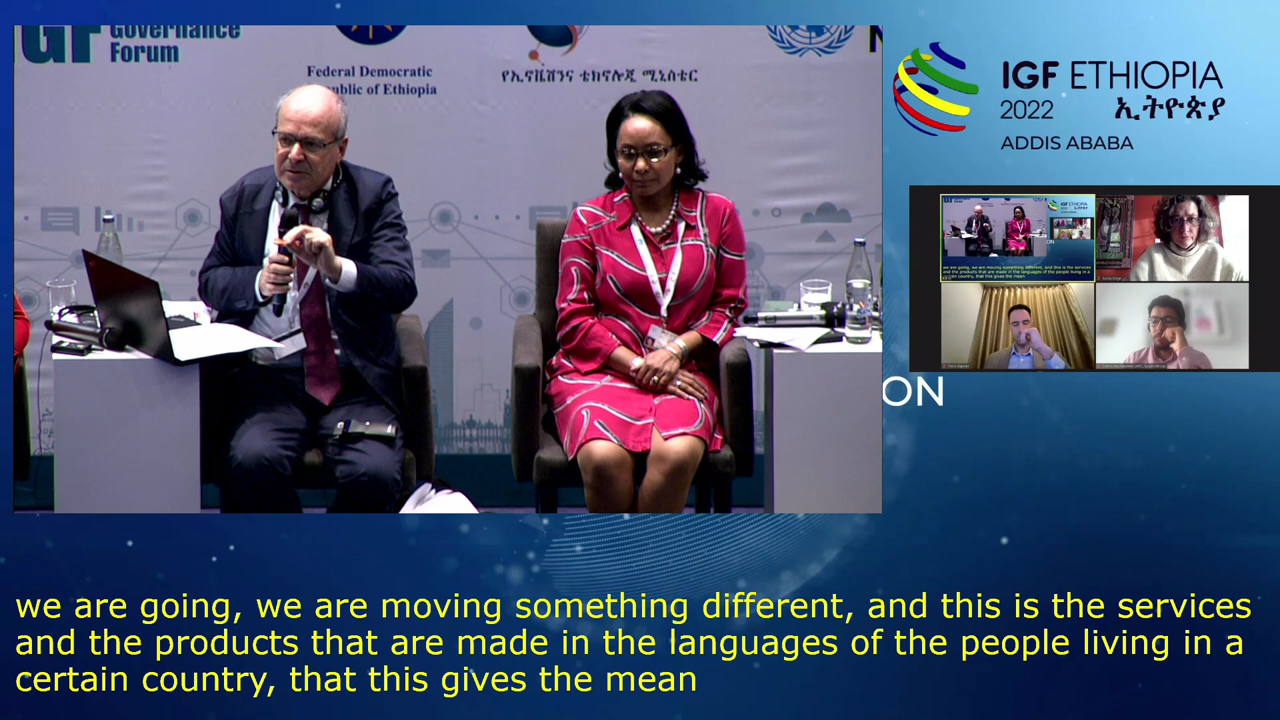 IGF
Governance
Forum
Federal Democratic
Republic of Ethiopia
የኢኖቬሽንና ቴክኖሎጂ ሚኒስቴር
IGF ETHIOPIA
2022 ኢትዮጵያ
ADDIS ABABA
ON
we are going, we are moving something different, and this is the services
and the products that are made in the languages of the people living in a
certain country, that this gives the mean